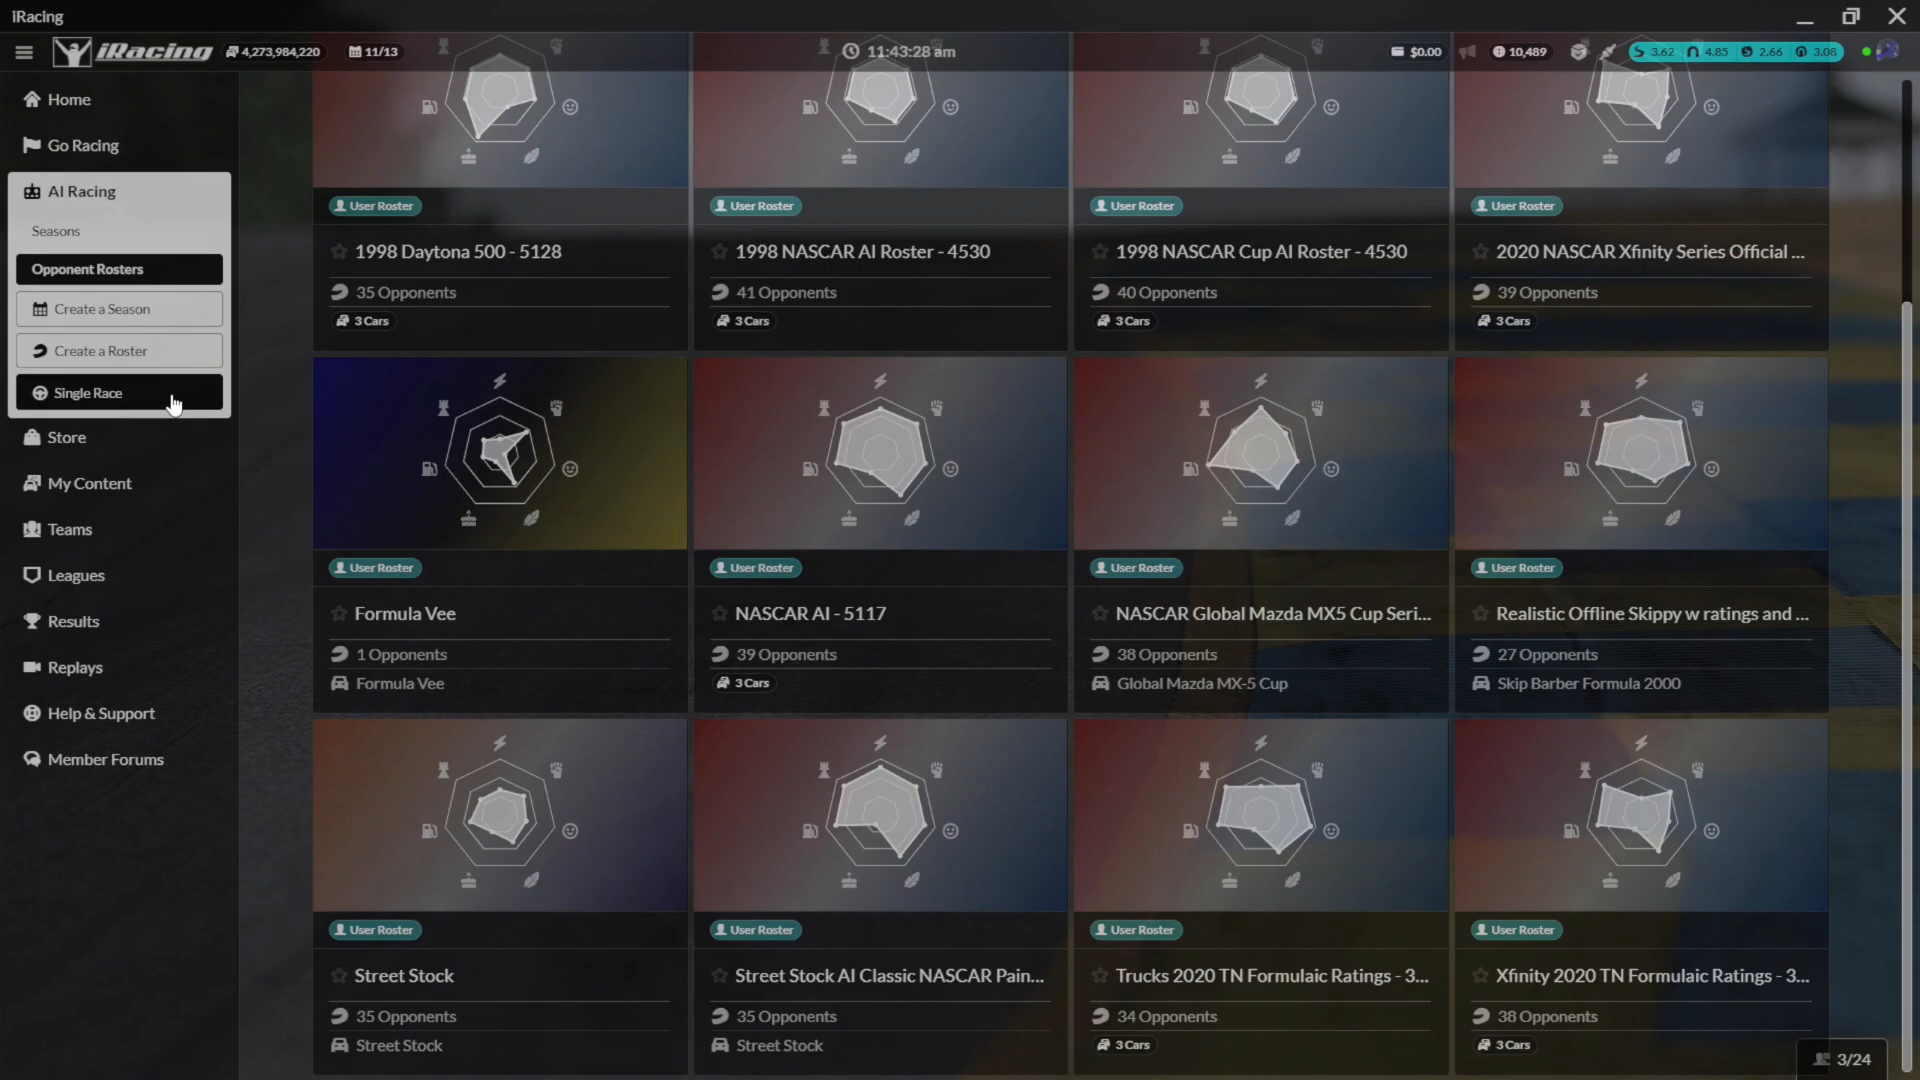 iRacing
iRacing 4,273,984,220 11/13 11:43:28 am $0.00 10,489 3.62 4.85 2.66 3.08
Home
Go Racing
AI Racing
Seasons
Opponent Rosters
Create a Season
Create a Roster
Single Race
Store
My Content
Teams
Leagues
Results
Replays
Help & Support
Member Forums
User Roster
1998 Daytona 500 - 5128
35 Opponents
3 Cars
User Roster
1998 NASCAR AI Roster - 4530
41 Opponents
3 Cars
User Roster
1998 NASCAR Cup AI Roster - 4530
40 Opponents
3 Cars
User Roster
2020 NASCAR Xfinity Series Official ...
39 Opponents
3 Cars
User Roster
Formula Vee
1 Opponents
Formula Vee
User Roster
NASCAR AI - 5117
39 Opponents
3 Cars
User Roster
NASCAR Global Mazda MX5 Cup Seri...
38 Opponents
Global Mazda MX-5 Cup
User Roster
Realistic Offline Skippy w ratings and ...
27 Opponents
Skip Barber Formula 2000
User Roster
Street Stock
35 Opponents
Street Stock
User Roster
Street Stock AI Classic NASCAR Pain...
35 Opponents
Street Stock
User Roster
Trucks 2020 TN Formulaic Ratings - 3...
34 Opponents
3 Cars
User Roster
Xfinity 2020 TN Formulaic Ratings - 3...
38 Opponents
3 Cars
3/24